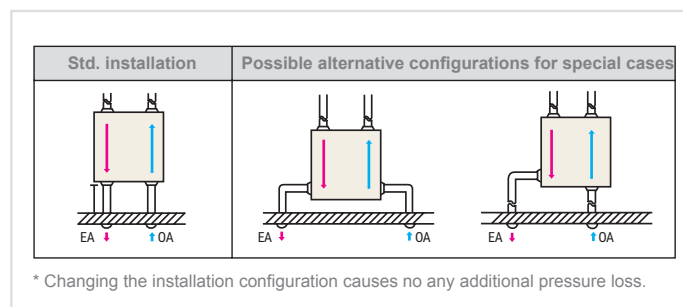 Std. installation
Possible alternative configurations for special cases
EA OA
EA OA
EA OA
* Changing the installation configuration causes no any additional pressure loss.